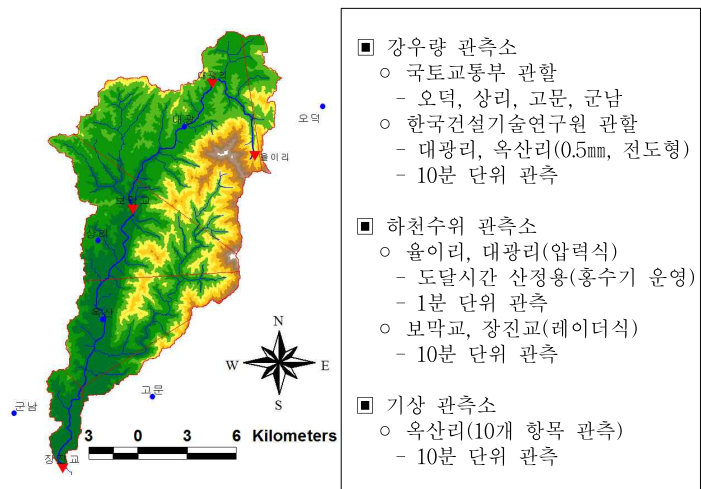 대광리
오덕
대광
율이리
보막교
상리
옥산
N
W
E
S
고문
군남
3 0 3 6 Kilometers
장진교
▣ 강우량 관측소
○ 국토교통부 관할
- 오덕, 상리, 고문, 군남
○ 한국건설기술연구원 관할
- 대광리, 옥산리(0.5㎜, 전도형)
- 10분 단위 관측
▣ 하천수위 관측소
○ 율이리, 대광리(압력식)
- 도달시간 산정용(홍수기 운영)
- 1분 단위 관측
○ 보막교, 장진교(레이더식)
- 10분 단위 관측
▣ 기상 관측소
○ 옥산리(10개 항목 관측)
- 10분 단위 관측